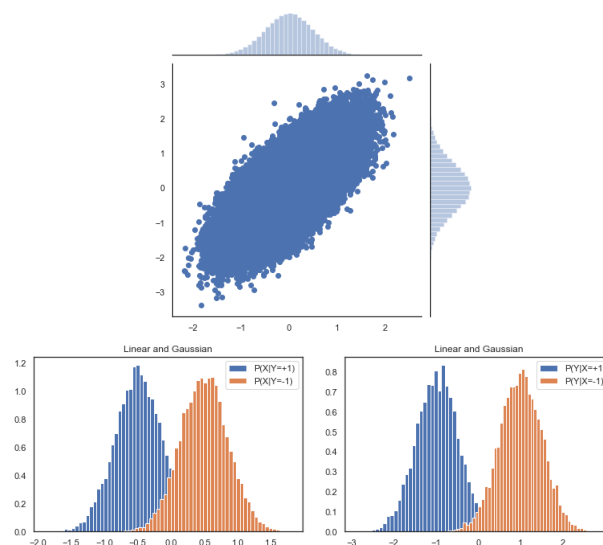 3
2
1
0
−1
−2
−3
−2 −1 0 1 2
Linear and Gaussian
P(X|Y=+1)
P(X|Y=-1)
1.2
1.0
0.8
0.6
0.4
0.2
0.0
−2.0 −1.5 −1.0 −0.5 0.0 0.5 1.0 1.5
Linear and Gaussian
P(Y|X=+1)
P(Y|X=-1)
0.8
0.7
0.6
0.5
0.4
0.3
0.2
0.1
0.0
−3 −2 −1 0 1 2 3